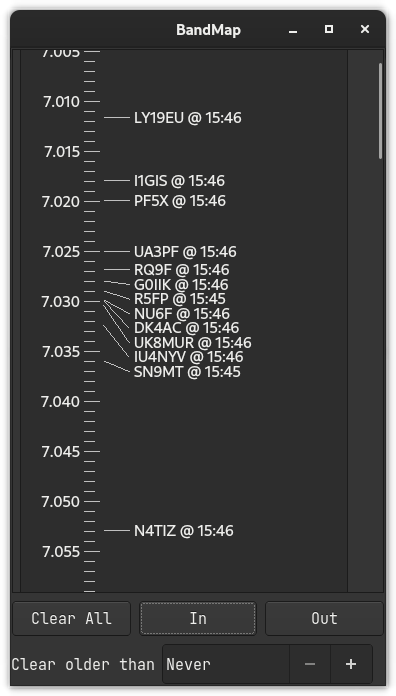 BandMap
7.005
7.010
LY19EU @ 15:46
7.015
I1GIS @ 15:46
7.020 PF5X @ 15:46
7.025 UA3PF @ 15:46
RQ9F @ 15:46
G0IIK @ 15:46
7.030 R5FP @ 15:45
NU6F @ 15:46
DK4AC @ 15:46
UK8MUR @ 15:46
7.035 IU4NYV @ 15:46
SN9MT @ 15:45
7.040
7.045
7.050
N4TIZ @ 15:46
7.055
Clear All In Out
Clear older than Never − +